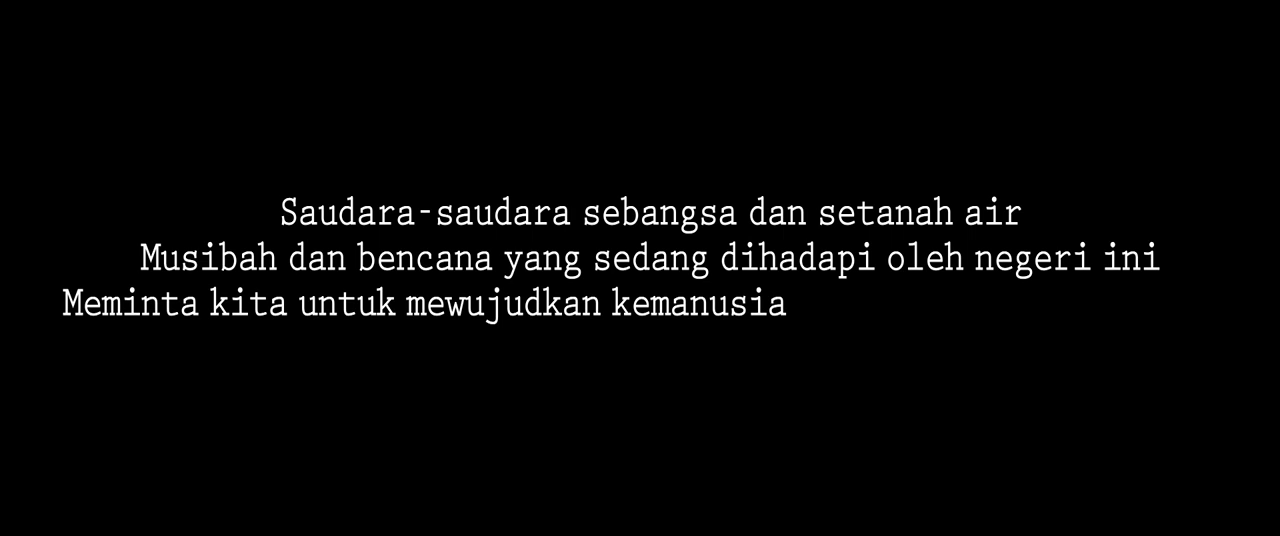 Saudara-saudara sebangsa dan setanah air
Musibah dan bencana yang sedang dihadapi oleh negeri ini
Meminta kita untuk mewujudkan kemanusia